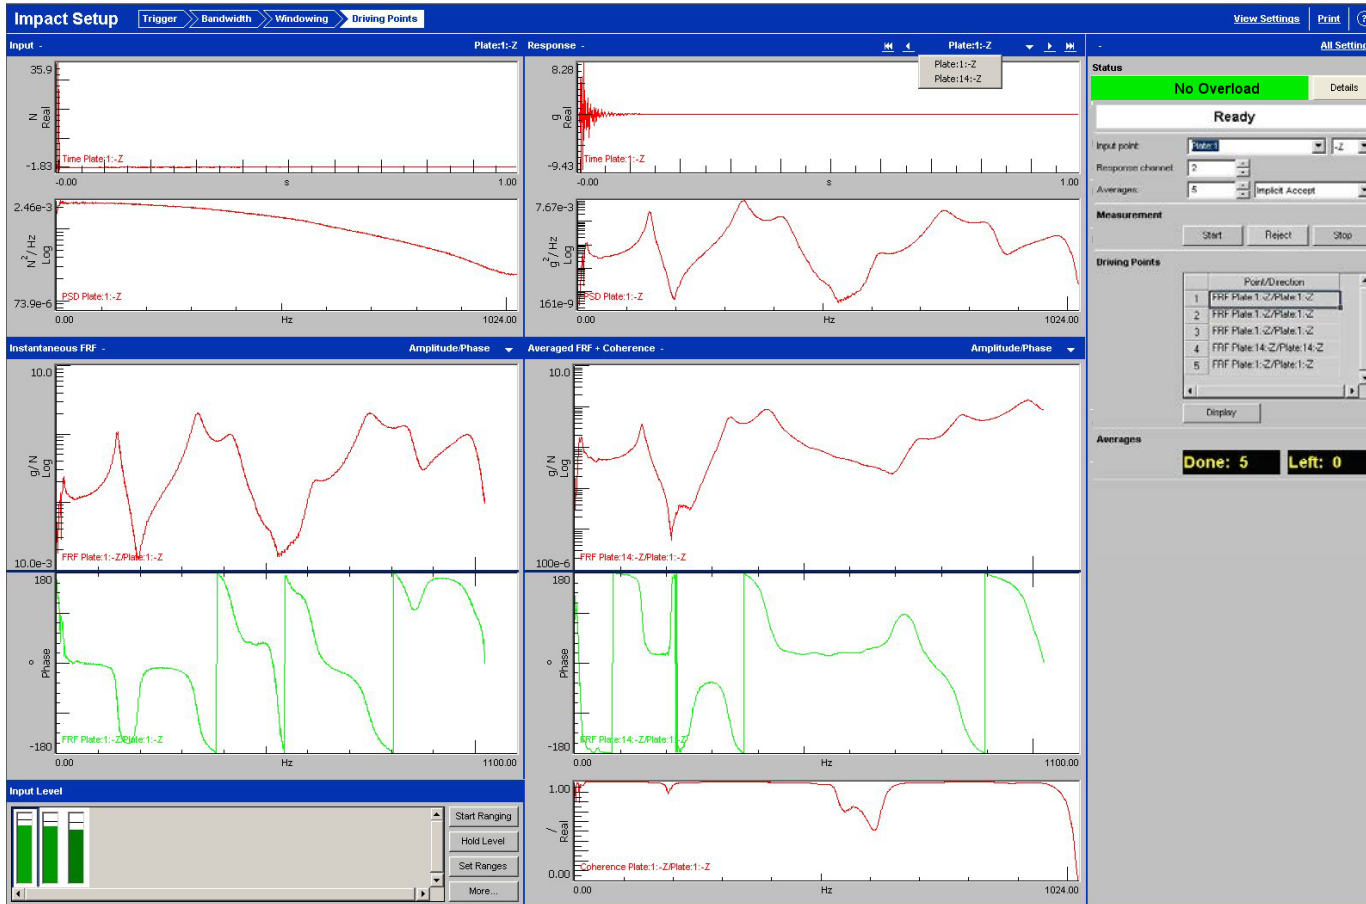 Impact Setup Trigger Bandwidth Windowing Driving Points View Settings Print ?
Input - Plate:1:-Z
35.9
N
Real
-1.83
Time Plate:1:-Z
-0.00 s 1.00
2.46e-3
N²/Hz
Log
73.9e-6
PSD Plate:1:-Z
0.00 Hz 1024.00
Response - Plate:1:-Z
Plate:1:-Z
Plate:14:-Z
8.28
g
Real
-9.43
Time Plate:1:-Z
-0.00 s 1.00
7.67e-3
g²/Hz
Log
161e-9
PSD Plate:1:-Z
0.00 Hz 1024.00
Instantaneous FRF - Amplitude/Phase
10.0
g/N
Log
10.0e-3
FRF Plate:1:-Z/Plate:1:-Z
180
°
Phase
-180
FRF Plate:1:-Z/Plate:1:-Z
0.00 Hz 1100.00
Averaged FRF + Coherence - Amplitude/Phase
10.0
g/N
Log
100e-6
FRF Plate:14:-Z/Plate:1:-Z
180
°
Phase
-180
FRF Plate:14:-Z/Plate:1:-Z
0.00 Hz 1100.00
1.00
/
Real
0.00
Coherence Plate:1:-Z/Plate:1:-Z
0.00 Hz 1024.00
Input Level
Start Ranging
Hold Level
Set Ranges
More...
- All Setting
Status
No Overload Details
Ready
Input point: Plate:1 -Z
Response channel 2
Averages: 5 Implicit Accept
Measurement
Start Reject Stop
Driving Points
Point/Direction
1 FRF Plate:1:-Z/Plate:1:-Z
2 FRF Plate:1:-Z/Plate:1:-Z
3 FRF Plate:1:-Z/Plate:1:-Z
4 FRF Plate:14:-Z/Plate:14:-Z
5 FRF Plate:1:-Z/Plate:1:-Z
Display
Averages
Done: 5 Left: 0